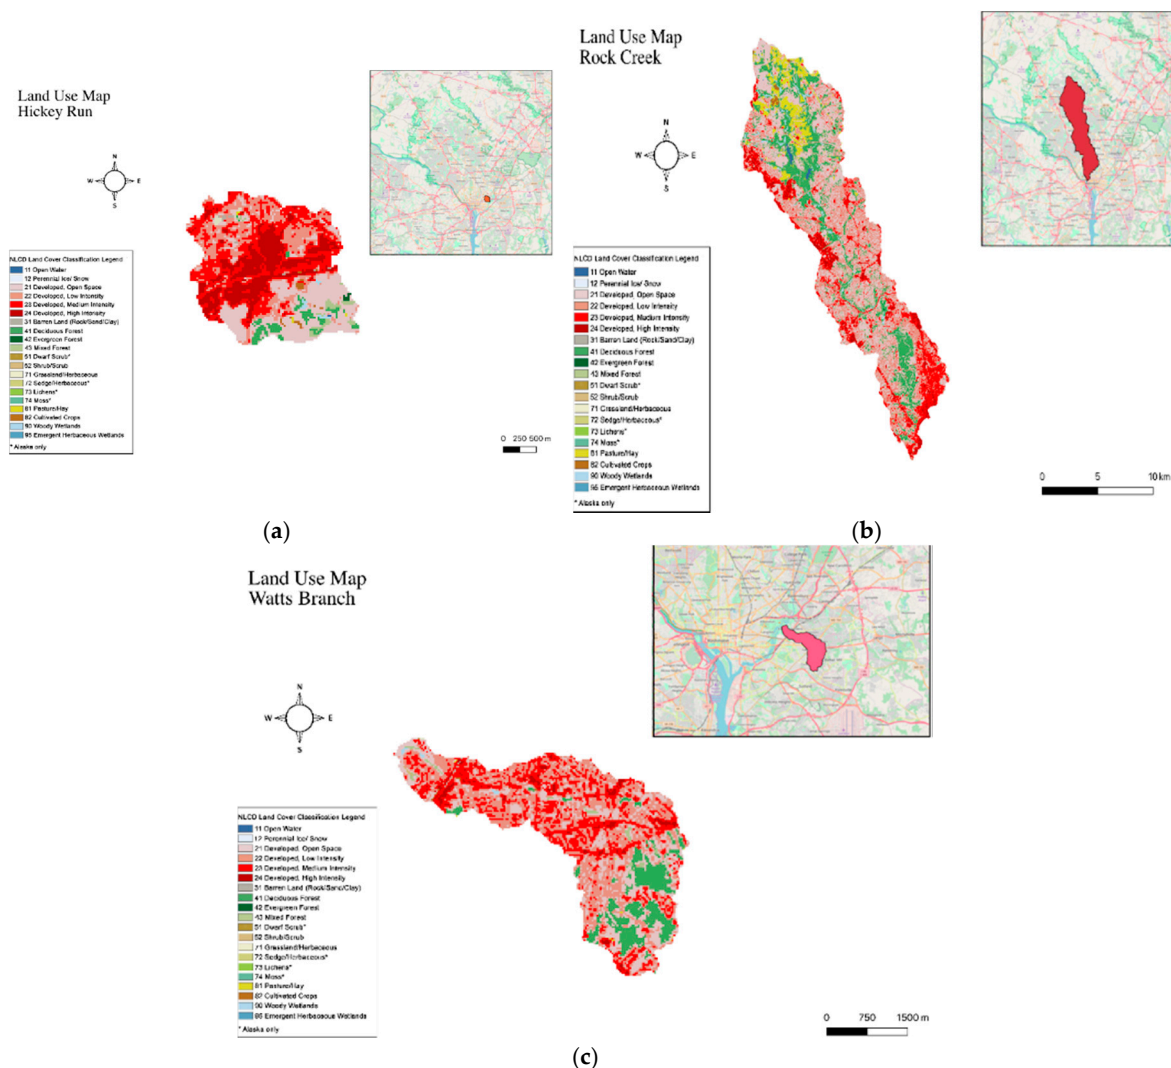 Land Use Map
Hickey Run
N
W E
S
NLCD Land Cover Classification Legend
11 Open Water
12 Perennial Ice/ Snow
21 Developed, Open Space
22 Developed, Low Intensity
23 Developed, Medium Intensity
24 Developed, High Intensity
31 Barren Land (Rock/Sand/Clay)
41 Deciduous Forest
42 Evergreen Forest
43 Mixed Forest
51 Dwarf Scrub*
52 Shrub/Scrub
71 Grassland/Herbaceous
72 Sedge/Herbaceous*
73 Lichens*
74 Moss*
81 Pasture/Hay
82 Cultivated Crops
90 Woody Wetlands
95 Emergent Herbaceous Wetlands
* Alaska only
0 250 500 m
(a)
Land Use Map
Rock Creek
N
W E
S
NLCD Land Cover Classification Legend
11 Open Water
12 Perennial Ice/ Snow
21 Developed, Open Space
22 Developed, Low Intensity
23 Developed, Medium Intensity
24 Developed, High Intensity
31 Barren Land (Rock/Sand/Clay)
41 Deciduous Forest
42 Evergreen Forest
43 Mixed Forest
51 Dwarf Scrub*
52 Shrub/Scrub
71 Grassland/Herbaceous
72 Sedge/Herbaceous*
73 Lichens*
74 Moss*
81 Pasture/Hay
82 Cultivated Crops
90 Woody Wetlands
95 Emergent Herbaceous Wetlands
* Alaska only
0 5 10 km
(b)
Land Use Map
Watts Branch
N
W E
S
NLCD Land Cover Classification Legend
11 Open Water
12 Perennial Ice/ Snow
21 Developed, Open Space
22 Developed, Low Intensity
23 Developed, Medium Intensity
24 Developed, High Intensity
31 Barren Land (Rock/Sand/Clay)
41 Deciduous Forest
42 Evergreen Forest
43 Mixed Forest
51 Dwarf Scrub*
52 Shrub/Scrub
71 Grassland/Herbaceous
72 Sedge/Herbaceous*
73 Lichens*
74 Moss*
81 Pasture/Hay
82 Cultivated Crops
90 Woody Wetlands
95 Emergent Herbaceous Wetlands
* Alaska only
0 750 1500 m
(c)